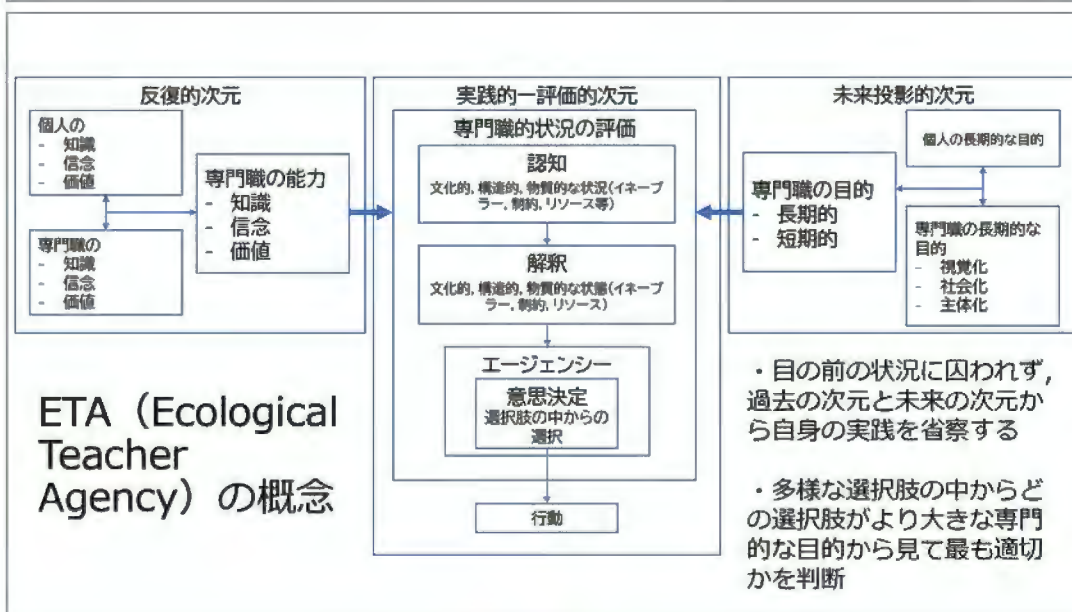 反復的次元
個人の
- 知識
- 信念
- 価値
専門職の
- 知識
- 信念
- 価値
専門職の能力
- 知識
- 信念
- 価値
実践的ー評価的次元
専門職的状況の評価
認知
文化的, 構造的, 物質的な状況(イネーブ
ラー, 制約, リソース等)
解釈
文化的, 構造的, 物質的な状態(イネーブ
ラー, 制約, リソース)
エージェンシー
意思決定
選択肢の中からの
選択
行動
未来投影的次元
専門職の目的
- 長期的
- 短期的
個人の長期的な目的
専門職の長期的な
目的
- 視覚化
- 社会化
- 主体化
ETA（Ecological
Teacher
Agency）の概念
・目の前の状況に囚われず,
過去の次元と未来の次元か
ら自身の実践を省察する
・多様な選択肢の中からど
の選択肢がより大きな専門
的な目的から見て最も適切
かを判断